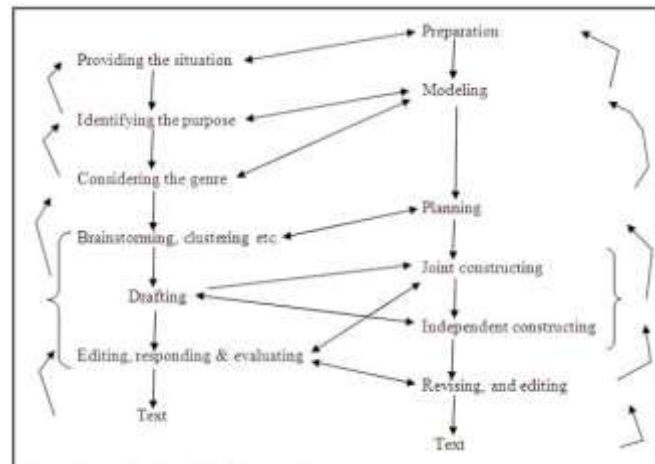 Preparation
Providing the situation
Modeling
Identifying the purpose
Considering the genre
Planning
Brainstorming, clustering etc
Joint constructing
Drafting
Independent constructing
Editing, responding & evaluating
Revising, and editing
Text
Text